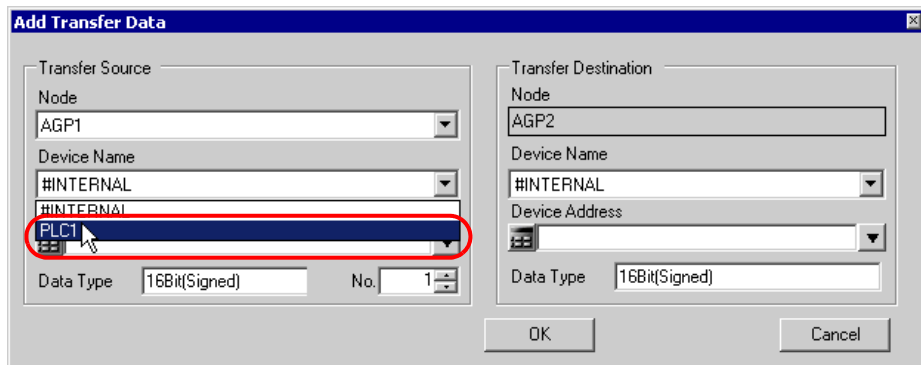 Add Transfer Data
Transfer Source
Node
AGP1
Device Name
#INTERNAL
#INTERNAL
PLC1
Data Type 16Bit(Signed) No. 1
Transfer Destination
Node
AGP2
Device Name
#INTERNAL
Device Address
Data Type 16Bit(Signed)
OK Cancel